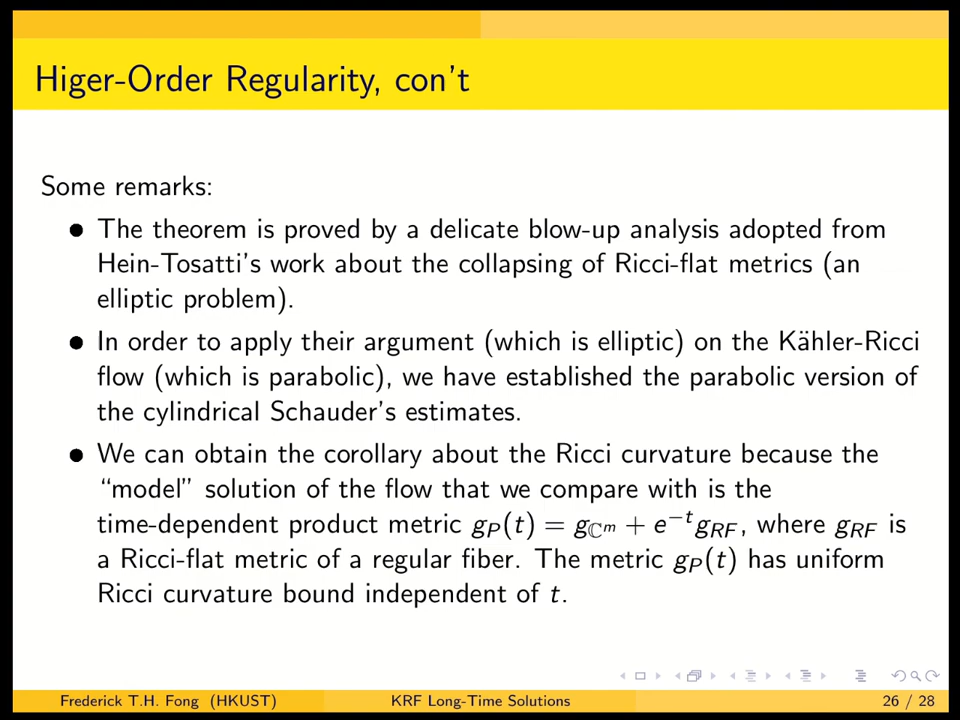 Higer-Order Regularity, con't
Some remarks:
● The theorem is proved by a delicate blow-up analysis adopted from
Hein-Tosatti's work about the collapsing of Ricci-flat metrics (an
elliptic problem).
● In order to apply their argument (which is elliptic) on the Kähler-Ricci
flow (which is parabolic), we have established the parabolic version of
the cylindrical Schauder's estimates.
● We can obtain the corollary about the Ricci curvature because the
“model” solution of the flow that we compare with is the
time-dependent product metric g_P(t) = g_{ℂ^m} + e^{−t}g_{RF}, where g_{RF} is
a Ricci-flat metric of a regular fiber. The metric g_P(t) has uniform
Ricci curvature bound independent of t.
Frederick T.H. Fong (HKUST) KRF Long-Time Solutions 26 / 28